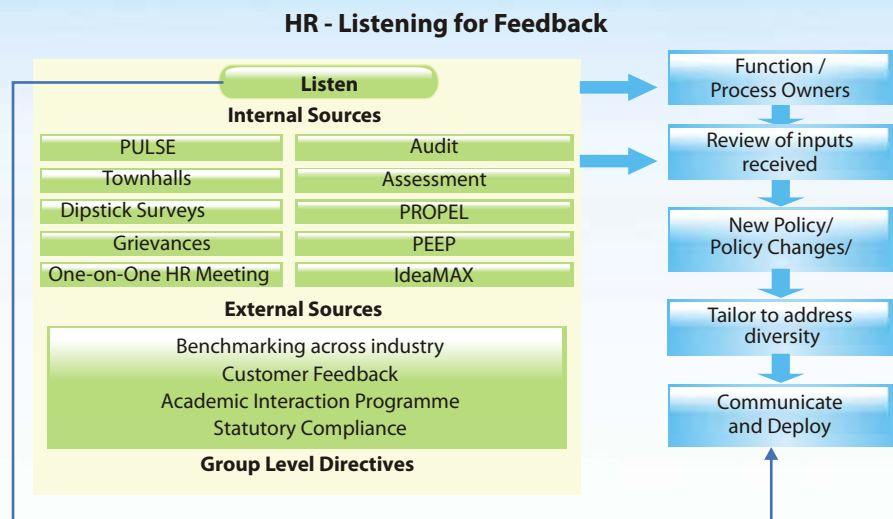 HR - Listening for Feedback
Listen
Internal Sources
PULSE
Audit
Townhalls
Assessment
Dipstick Surveys
PROPEL
Grievances
PEEP
One-on-One HR Meeting
IdeaMAX
External Sources
Benchmarking across industry
Customer Feedback
Academic Interaction Programme
Statutory Compliance
Group Level Directives
Function /
Process Owners
Review of inputs
received
New Policy/
Policy Changes/
Tailor to address
diversity
Communicate
and Deploy